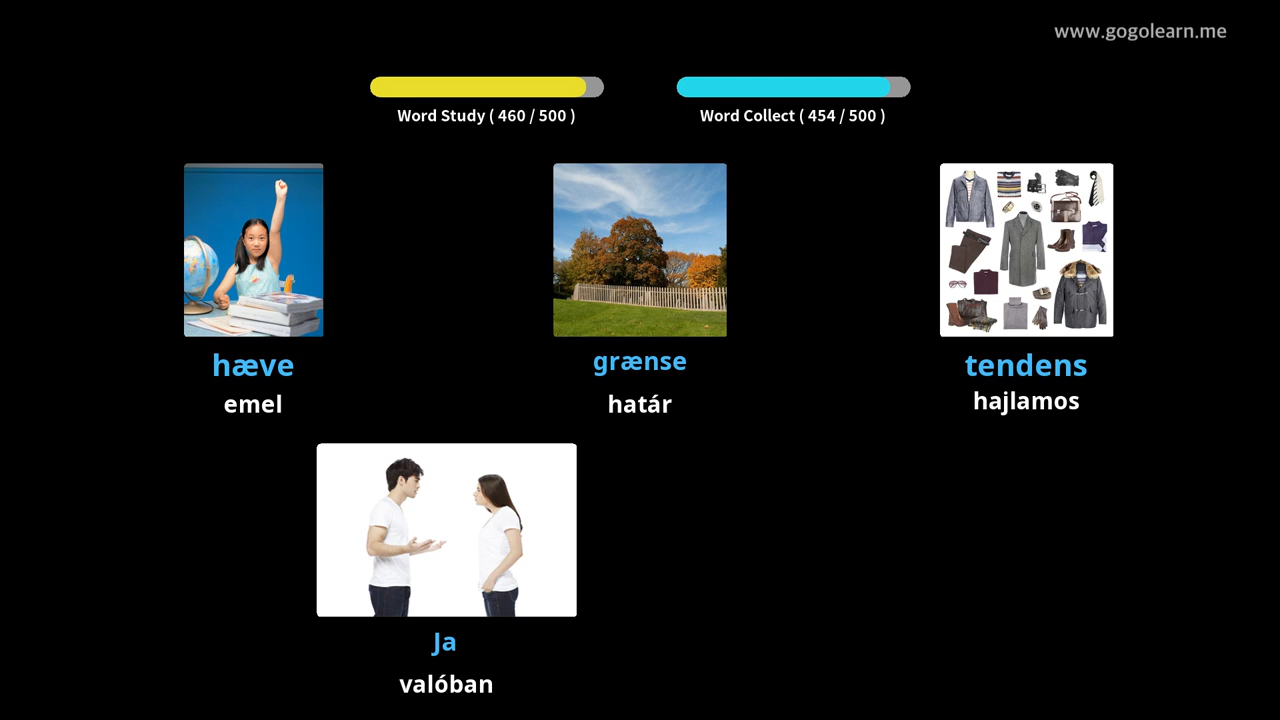 www.gogolearn.me
Word Study ( 460 / 500 )
Word Collect ( 454 / 500 )
hæve
emel
grænse
határ
tendens
hajlamos
Ja
valóban